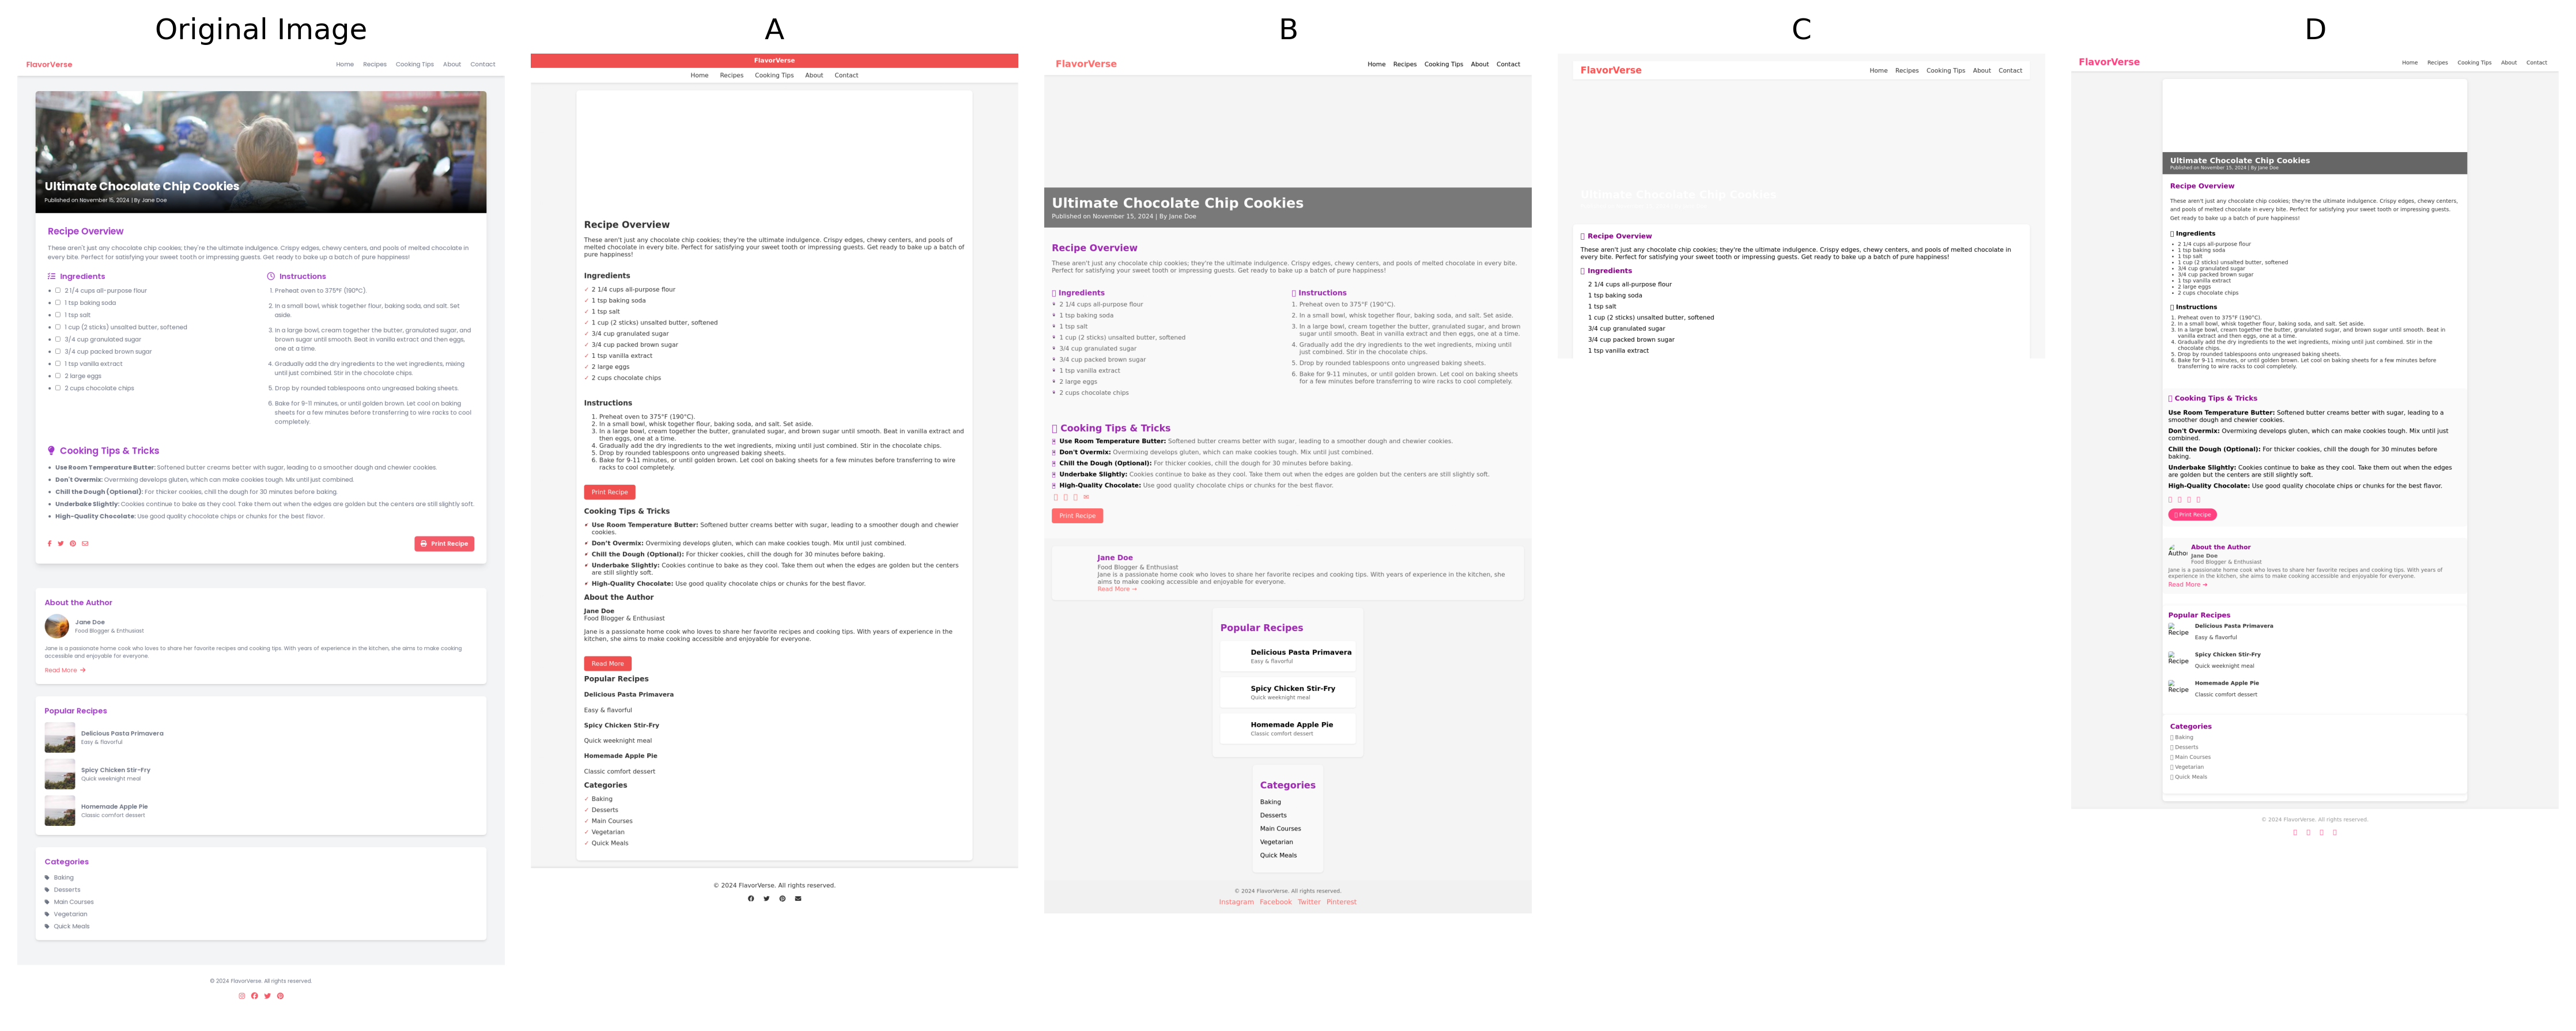 Original Image
FlavorVerse
Home Recipes Cooking Tips About Contact
Ultimate Chocolate Chip Cookies
Published on November 15, 2024 | By Jane Doe
Recipe Overview
These aren't just any chocolate chip cookies; they're the ultimate indulgence. Crispy edges, chewy centers, and pools of melted chocolate in
every bite. Perfect for satisfying your sweet tooth or impressing guests. Get ready to bake up a batch of pure happiness!
Ingredients
2 1/4 cups all-purpose flour
1 tsp baking soda
1 tsp salt
1 cup (2 sticks) unsalted butter, softened
3/4 cup granulated sugar
3/4 cup packed brown sugar
1 tsp vanilla extract
2 large eggs
2 cups chocolate chips
Instructions
1. Preheat oven to 375°F (190°C).
2. In a small bowl, whisk together flour, baking soda, and salt. Set
aside.
3. In a large bowl, cream together the butter, granulated sugar, and
brown sugar until smooth. Beat in vanilla extract and then eggs,
one at a time.
4. Gradually add the dry ingredients to the wet ingredients, mixing
until just combined. Stir in the chocolate chips.
5. Drop by rounded tablespoons onto ungreased baking sheets.
6. Bake for 9-11 minutes, or until golden brown. Let cool on baking
sheets for a few minutes before transferring to wire racks to cool
completely.
Cooking Tips & Tricks
Use Room Temperature Butter: Softened butter creams better with sugar, leading to a smoother dough and chewier cookies.
Don't Overmix: Overmixing develops gluten, which can make cookies tough. Mix until just combined.
Chill the Dough (Optional): For thicker cookies, chill the dough for 30 minutes before baking.
Underbake Slightly: Cookies continue to bake as they cool. Take them out when the edges are golden but the centers are still slightly soft.
High-Quality Chocolate: Use good quality chocolate chips or chunks for the best flavor.
Print Recipe
About the Author
Jane Doe
Food Blogger & Enthusiast
Jane is a passionate home cook who loves to share her favorite recipes and cooking tips. With years of experience in the kitchen, she aims to make cooking
accessible and enjoyable for everyone.
Read More →
Popular Recipes
Delicious Pasta Primavera
Easy & flavorful
Spicy Chicken Stir-Fry
Quick weeknight meal
Homemade Apple Pie
Classic comfort dessert
Categories
Baking
Desserts
Main Courses
Vegetarian
Quick Meals
© 2024 FlavorVerse. All rights reserved.
A
FlavorVerse
Home Recipes Cooking Tips About Contact
Recipe Overview
These aren't just any chocolate chip cookies; they're the ultimate indulgence. Crispy edges, chewy centers, and pools of
melted chocolate in every bite. Perfect for satisfying your sweet tooth or impressing guests. Get ready to bake up a batch of
pure happiness!
Ingredients
✓ 2 1/4 cups all-purpose flour
✓ 1 tsp baking soda
✓ 1 tsp salt
✓ 1 cup (2 sticks) unsalted butter, softened
✓ 3/4 cup granulated sugar
✓ 3/4 cup packed brown sugar
✓ 1 tsp vanilla extract
✓ 2 large eggs
✓ 2 cups chocolate chips
Instructions
1. Preheat oven to 375°F (190°C).
2. In a small bowl, whisk together flour, baking soda, and salt. Set aside.
3. In a large bowl, cream together the butter, granulated sugar, and brown sugar until smooth. Beat in vanilla extract and
then eggs, one at a time.
4. Gradually add the dry ingredients to the wet ingredients, mixing until just combined. Stir in the chocolate chips.
5. Drop by rounded tablespoons onto ungreased baking sheets.
6. Bake for 9-11 minutes, or until golden brown. Let cool on baking sheets for a few minutes before transferring to wire
racks to cool completely.
Print Recipe
Cooking Tips & Tricks
Use Room Temperature Butter: Softened butter creams better with sugar, leading to a smoother dough and chewier
cookies.
Don't Overmix: Overmixing develops gluten, which can make cookies tough. Mix until just combined.
Chill the Dough (Optional): For thicker cookies, chill the dough for 30 minutes before baking.
Underbake Slightly: Cookies continue to bake as they cool. Take them out when the edges are golden but the centers
are still slightly soft.
High-Quality Chocolate: Use good quality chocolate chips or chunks for the best flavor.
About the Author
Jane Doe
Food Blogger & Enthusiast
Jane is a passionate home cook who loves to share her favorite recipes and cooking tips. With years of experience in the
kitchen, she aims to make cooking accessible and enjoyable for everyone.
Read More
Popular Recipes
Delicious Pasta Primavera
Easy & flavorful
Spicy Chicken Stir-Fry
Quick weeknight meal
Homemade Apple Pie
Classic comfort dessert
Categories
✓ Baking
✓ Desserts
✓ Main Courses
✓ Vegetarian
✓ Quick Meals
© 2024 FlavorVerse. All rights reserved.
B
FlavorVerse
Home Recipes Cooking Tips About Contact
Ultimate Chocolate Chip Cookies
Published on November 15, 2024 | By Jane Doe
Recipe Overview
These aren't just any chocolate chip cookies; they're the ultimate indulgence. Crispy edges, chewy centers, and pools of melted chocolate in every bite.
Perfect for satisfying your sweet tooth or impressing guests. Get ready to bake up a batch of pure happiness!
Ingredients
2 1/4 cups all-purpose flour
1 tsp baking soda
1 tsp salt
1 cup (2 sticks) unsalted butter, softened
3/4 cup granulated sugar
3/4 cup packed brown sugar
1 tsp vanilla extract
2 large eggs
2 cups chocolate chips
Instructions
1. Preheat oven to 375°F (190°C).
2. In a small bowl, whisk together flour, baking soda, and salt. Set aside.
3. In a large bowl, cream together the butter, granulated sugar, and brown
sugar until smooth. Beat in vanilla extract and then eggs, one at a time.
4. Gradually add the dry ingredients to the wet ingredients, mixing until
just combined. Stir in the chocolate chips.
5. Drop by rounded tablespoons onto ungreased baking sheets.
6. Bake for 9-11 minutes, or until golden brown. Let cool on baking sheets
for a few minutes before transferring to wire racks to cool completely.
Cooking Tips & Tricks
Use Room Temperature Butter: Softened butter creams better with sugar, leading to a smoother dough and chewier cookies.
Don't Overmix: Overmixing develops gluten, which can make cookies tough. Mix until just combined.
Chill the Dough (Optional): For thicker cookies, chill the dough for 30 minutes before baking.
Underbake Slightly: Cookies continue to bake as they cool. Take them out when the edges are golden but the centers are still slightly soft.
High-Quality Chocolate: Use good quality chocolate chips or chunks for the best flavor.
Print Recipe
Jane Doe
Food Blogger & Enthusiast
Jane is a passionate home cook who loves to share her favorite recipes and cooking tips. With years of experience in the kitchen, she
aims to make cooking accessible and enjoyable for everyone.
Read More →
Popular Recipes
Delicious Pasta Primavera
Easy & flavorful
Spicy Chicken Stir-Fry
Quick weeknight meal
Homemade Apple Pie
Classic comfort dessert
Categories
Baking
Desserts
Main Courses
Vegetarian
Quick Meals
© 2024 FlavorVerse. All rights reserved.
Instagram Facebook Twitter Pinterest
C
FlavorVerse
Home Recipes Cooking Tips About Contact
Ultimate Chocolate Chip Cookies
Recipe Overview
These aren't just any chocolate chip cookies; they're the ultimate indulgence. Crispy edges, chewy centers, and pools of melted chocolate in
every bite. Perfect for satisfying your sweet tooth or impressing guests. Get ready to bake up a batch of pure happiness!
Ingredients
2 1/4 cups all-purpose flour
1 tsp baking soda
1 tsp salt
1 cup (2 sticks) unsalted butter, softened
3/4 cup granulated sugar
3/4 cup packed brown sugar
1 tsp vanilla extract
D
FlavorVerse
Home Recipes Cooking Tips About Contact
Ultimate Chocolate Chip Cookies
Published on November 15, 2024 | By Jane Doe
Recipe Overview
These aren't just any chocolate chip cookies; they're the ultimate indulgence. Crispy edges, chewy centers,
and pools of melted chocolate in every bite. Perfect for satisfying your sweet tooth or impressing guests.
Get ready to bake up a batch of pure happiness!
Ingredients
2 1/4 cups all-purpose flour
1 tsp baking soda
1 tsp salt
1 cup (2 sticks) unsalted butter, softened
3/4 cup granulated sugar
3/4 cup packed brown sugar
1 tsp vanilla extract
2 large eggs
2 cups chocolate chips
Instructions
1. Preheat oven to 375°F (190°C).
2. In a small bowl, whisk together flour, baking soda, and salt. Set aside.
3. In a large bowl, cream together the butter, granulated sugar, and brown sugar until smooth. Beat in
vanilla extract and then eggs, one at a time.
4. Gradually add the dry ingredients to the wet ingredients, mixing until just combined. Stir in the
chocolate chips.
5. Drop by rounded tablespoons onto ungreased baking sheets.
6. Bake for 9-11 minutes, or until golden brown. Let cool on baking sheets for a few minutes before
transferring to wire racks to cool completely.
Cooking Tips & Tricks
Use Room Temperature Butter: Softened butter creams better with sugar, leading to a
smoother dough and chewier cookies.
Don't Overmix: Overmixing develops gluten, which can make cookies tough. Mix until just
combined.
Chill the Dough (Optional): For thicker cookies, chill the dough for 30 minutes before
baking.
Underbake Slightly: Cookies continue to bake as they cool. Take them out when the edges
are golden but the centers are still slightly soft.
High-Quality Chocolate: Use good quality chocolate chips or chunks for the best flavor.
Print Recipe
Autho
About the Author
Jane Doe
Food Blogger & Enthusiast
Jane is a passionate home cook who loves to share her favorite recipes and cooking tips. With years of
experience in the kitchen, she aims to make cooking accessible and enjoyable for everyone.
Read More →
Popular Recipes
Recipe
Delicious Pasta Primavera
Easy & flavorful
Recipe
Spicy Chicken Stir-Fry
Quick weeknight meal
Recipe
Homemade Apple Pie
Classic comfort dessert
Categories
Baking
Desserts
Main Courses
Vegetarian
Quick Meals
© 2024 FlavorVerse. All rights reserved.